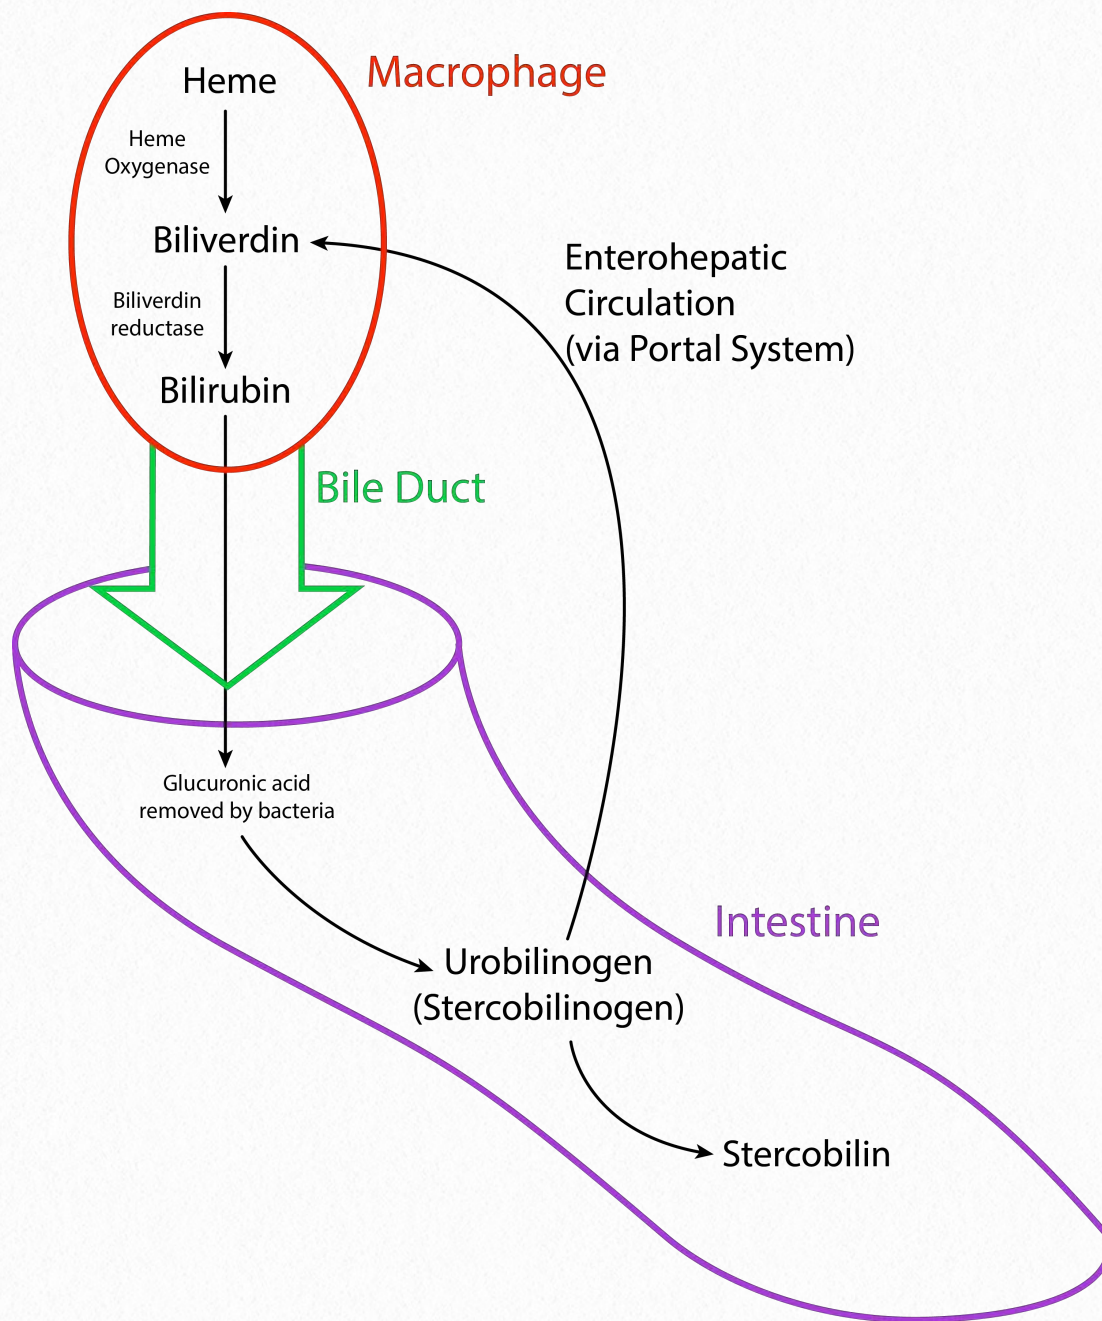 Heme
Macrophage
Heme
Oxygenase
Biliverdin
Enterohepatic
Circulation
(via Portal System)
Biliverdin
reductase
Bilirubin
Bile Duct
Glucuronic acid
removed by bacteria
Intestine
Urobilinogen
(Stercobilinogen)
Stercobilin